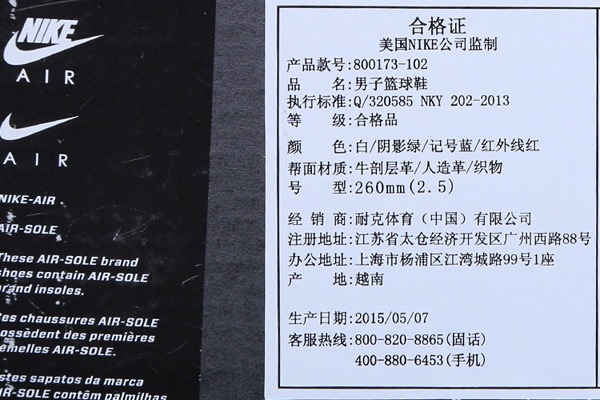 NIKE
AIR
AIR
NIKE-AIR
AIR-SOLE
These AIR-SOLE brand
shoes contain AIR-SOLE
brand insoles.
Ces chaussures AIR-SOLE
possèdent des premières
semelles AIR-SOLE.
Estes sapatos da marca
AIR-SOLE contêm palmilhas
合格证
美国NIKE公司监制
产品款号:800173-102
品 名:男子篮球鞋
执行标准:Q/320585 NKY 202-2013
等 级:合格品
颜 色:白/阴影绿/记号蓝/红外线红
帮面材质:牛剖层革/人造革/织物
号 型:260mm(2.5)
经 销 商:耐克体育（中国）有限公司
注册地址:江苏省太仓经济开发区广州西路88号
办公地址:上海市杨浦区江湾城路99号1座
产 地:越南
生产日期:2015/05/07
客服热线:800-820-8865(固话)
400-880-6453(手机)